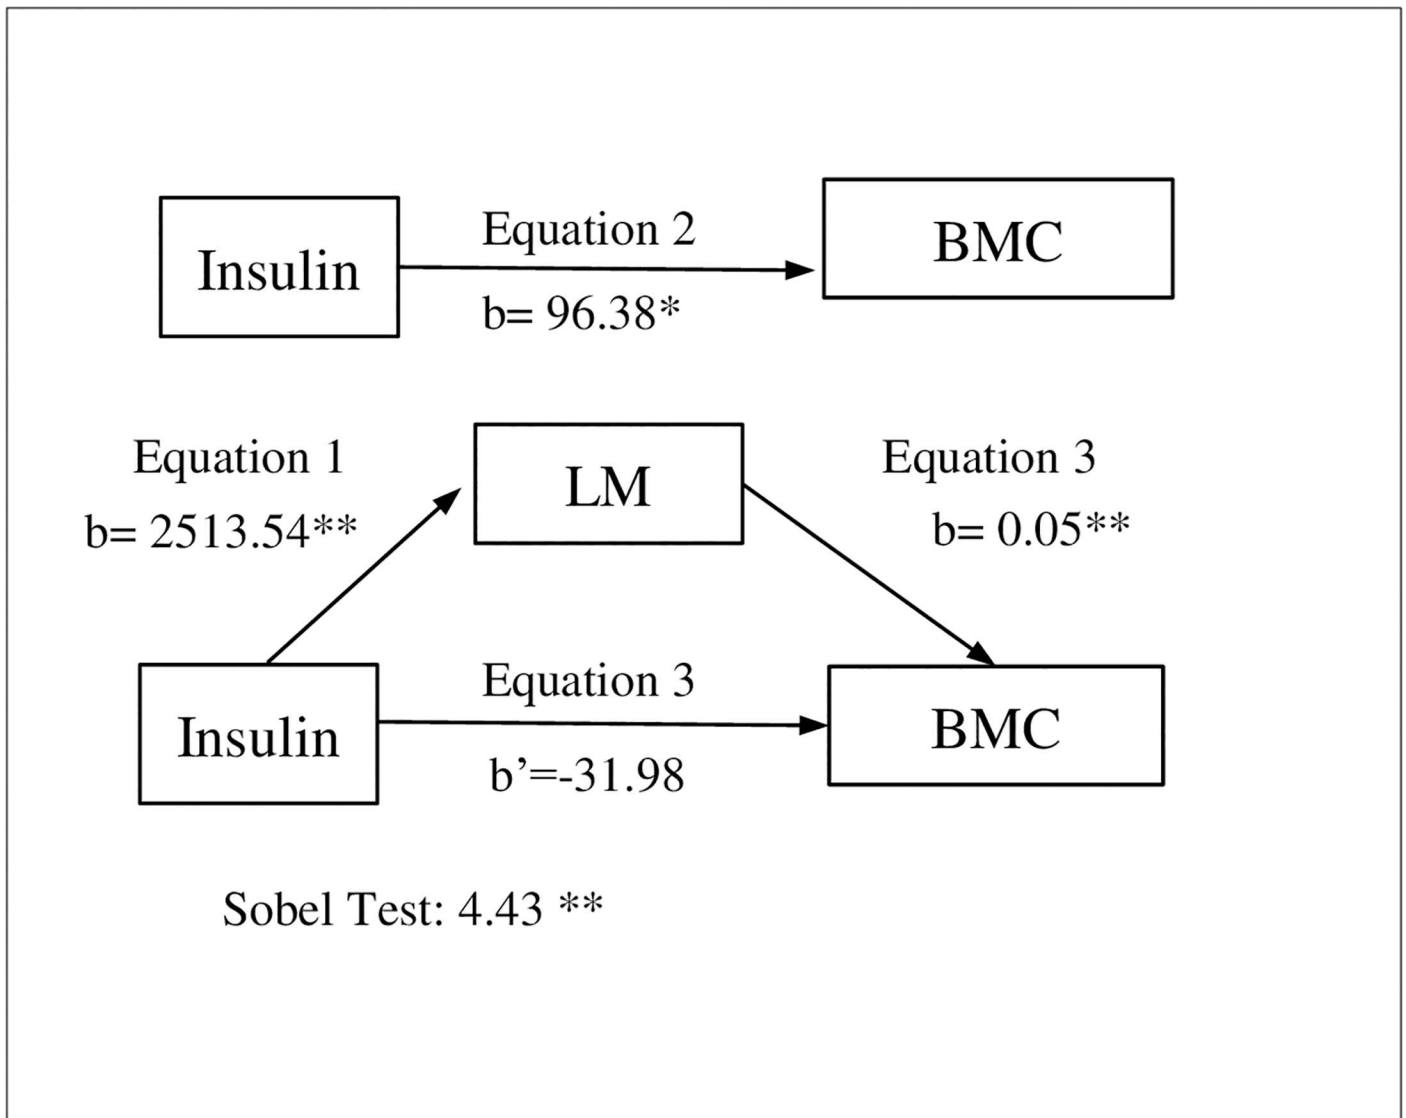 Insulin
Equation 2
b= 96.38*
BMC
Equation 1
b= 2513.54**
LM
Equation 3
b= 0.05**
Insulin
Equation 3
b’=-31.98
BMC
Sobel Test: 4.43 **